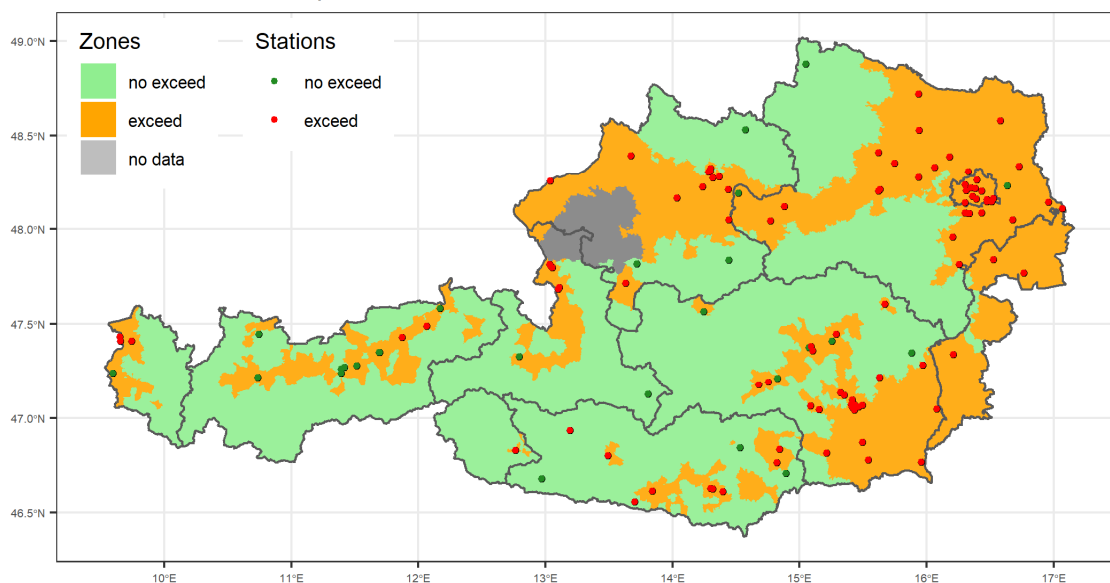 Zones
no exceed
exceed
no data
Stations
no exceed
exceed
49.0°N
48.5°N
48.0°N
47.5°N
47.0°N
46.5°N
10°E
11°E
12°E
13°E
14°E
15°E
16°E
17°E